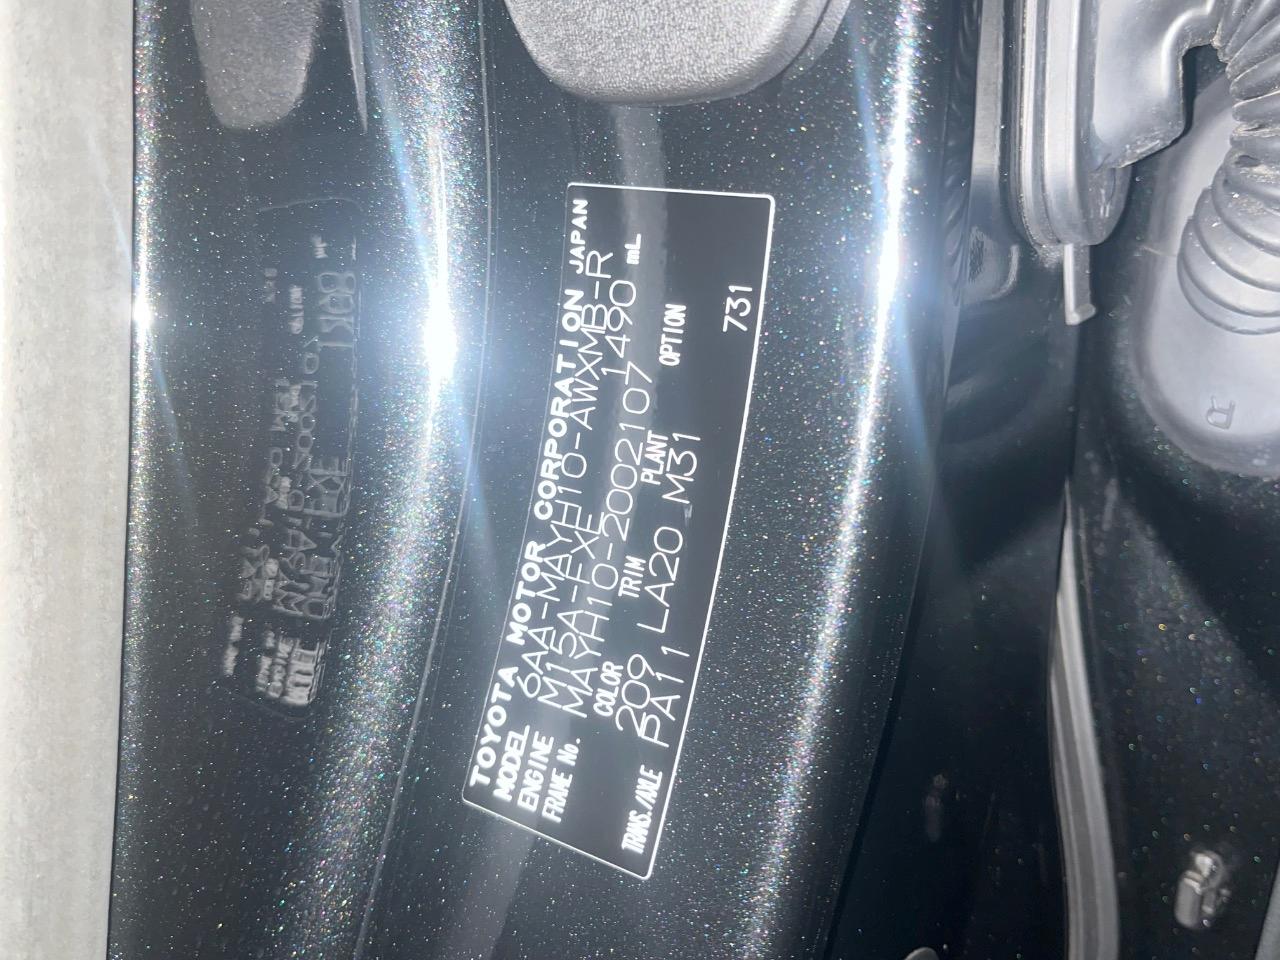 TOYOTA MOTOR CORPORATION JAPAN
MODEL 6AA-MAYH10-AWXMB-R
ENGINE M15A-FXE 1490 mL
FRAME No. MAYH10-2002107
COLOR TRIM PLANT OPTION
209 LA20 M31
TRANS./AXLE PA11 731